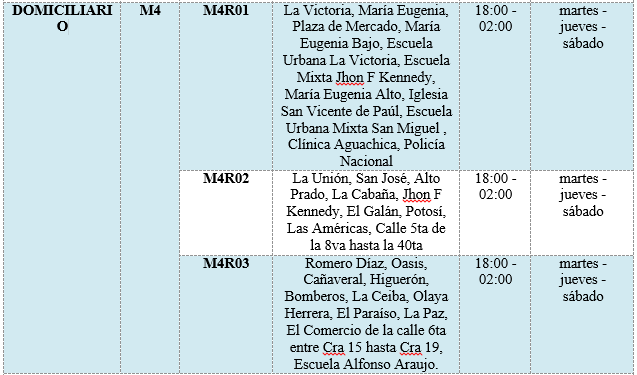 DOMICILIARI
O
M4
M4R01
La Victoria, María Eugenia,
Plaza de Mercado, María
Eugenia Bajo, Escuela
Urbana La Victoria, Escuela
Mixta Jhon F Kennedy,
María Eugenia Alto, Iglesia
San Vicente de Paúl, Escuela
Urbana Mixta San Miguel ,
Clínica Aguachica, Policía
Nacional
18:00 -
02:00
martes -
jueves -
sábado
M4R02
La Unión, San José, Alto
Prado, La Cabaña, Jhon F
Kennedy, El Galán, Potosí,
Las Américas, Calle 5ta de
la 8va hasta la 40ta
18:00 -
02:00
martes -
jueves -
sábado
M4R03
Romero Díaz, Oasis,
Cañaveral, Higuerón,
Bomberos, La Ceiba, Olaya
Herrera, El Paraíso, La Paz,
El Comercio de la calle 6ta
entre Cra 15 hasta Cra 19,
Escuela Alfonso Araujo.
18:00 -
02:00
martes -
jueves -
sábado